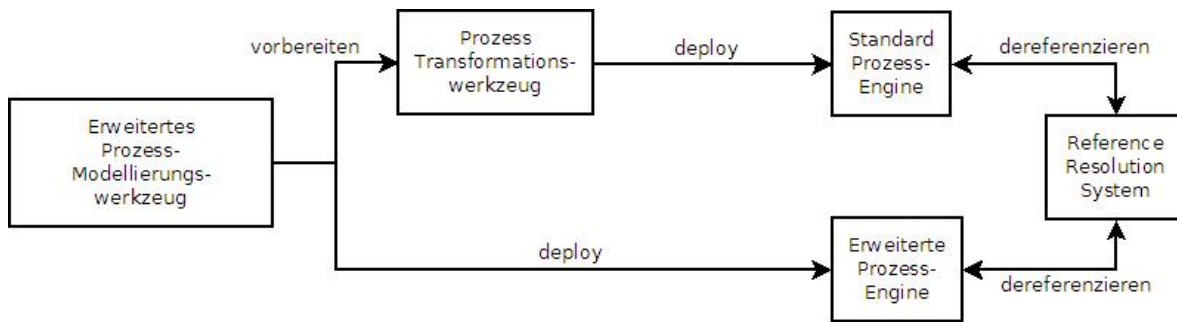 vorbereiten
Prozess
Transformations-
werkzeug
deploy
Standard
Prozess-
Engine
dereferenzieren
Erweitertes
Prozess-
Modellierungs-
werkzeug
Reference
Resolution
System
deploy
Erweiterte
Prozess-
Engine
dereferenzieren